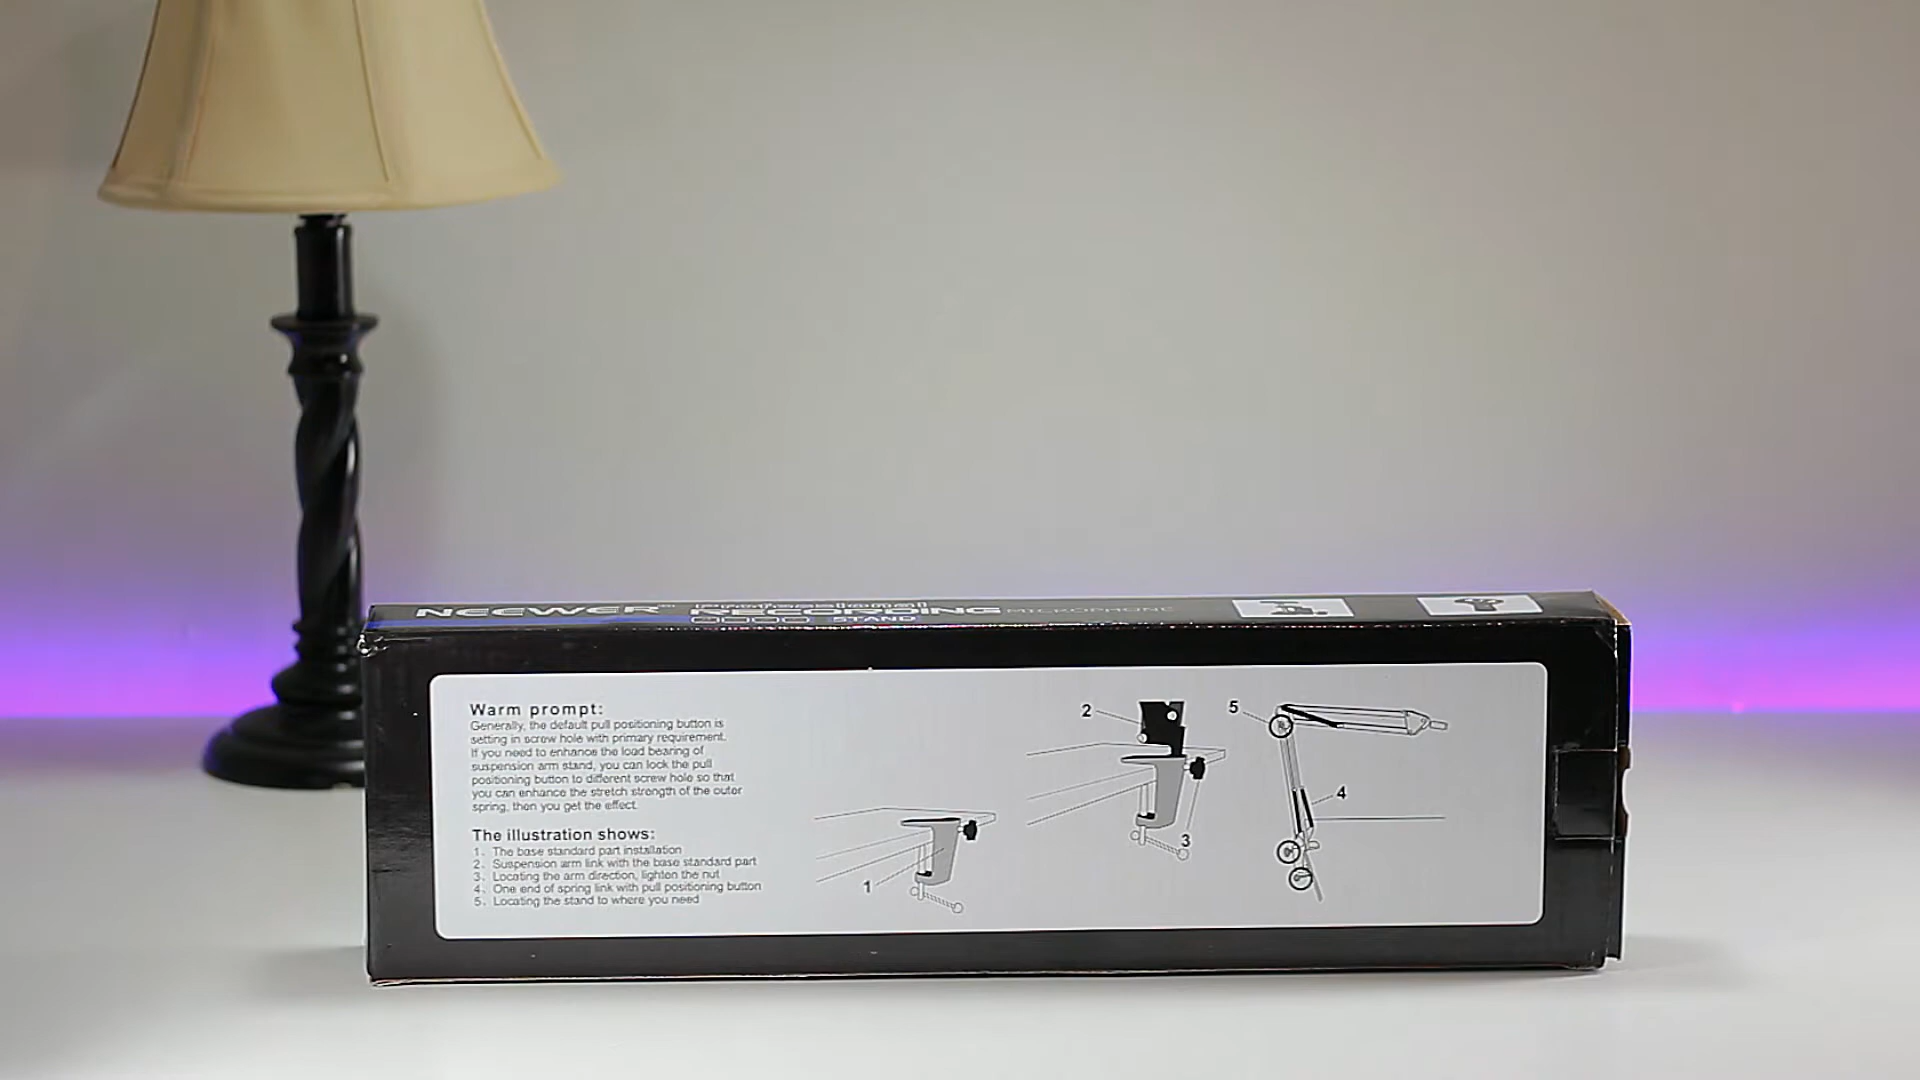 NEEWER
Professional
RECORDING MICROPHONE
STAND
Warm prompt:
Generally, the default pull positioning button is
setting in screw hole with primary requirement.
If you need to enhance the load bearing of
suspension arm stand, you can lock the pull
positioning button to different screw hole so that
you can enhance the stretch strength of the outer
spring, then you get the effect.
The illustration shows:
1、The base standard part installation
2、Suspension arm link with the base standard part
3、Locating the arm direction, lighten the nut
4、One end of spring link with pull positioning button
5、Locating the stand to where you need
1
2
3
5
4